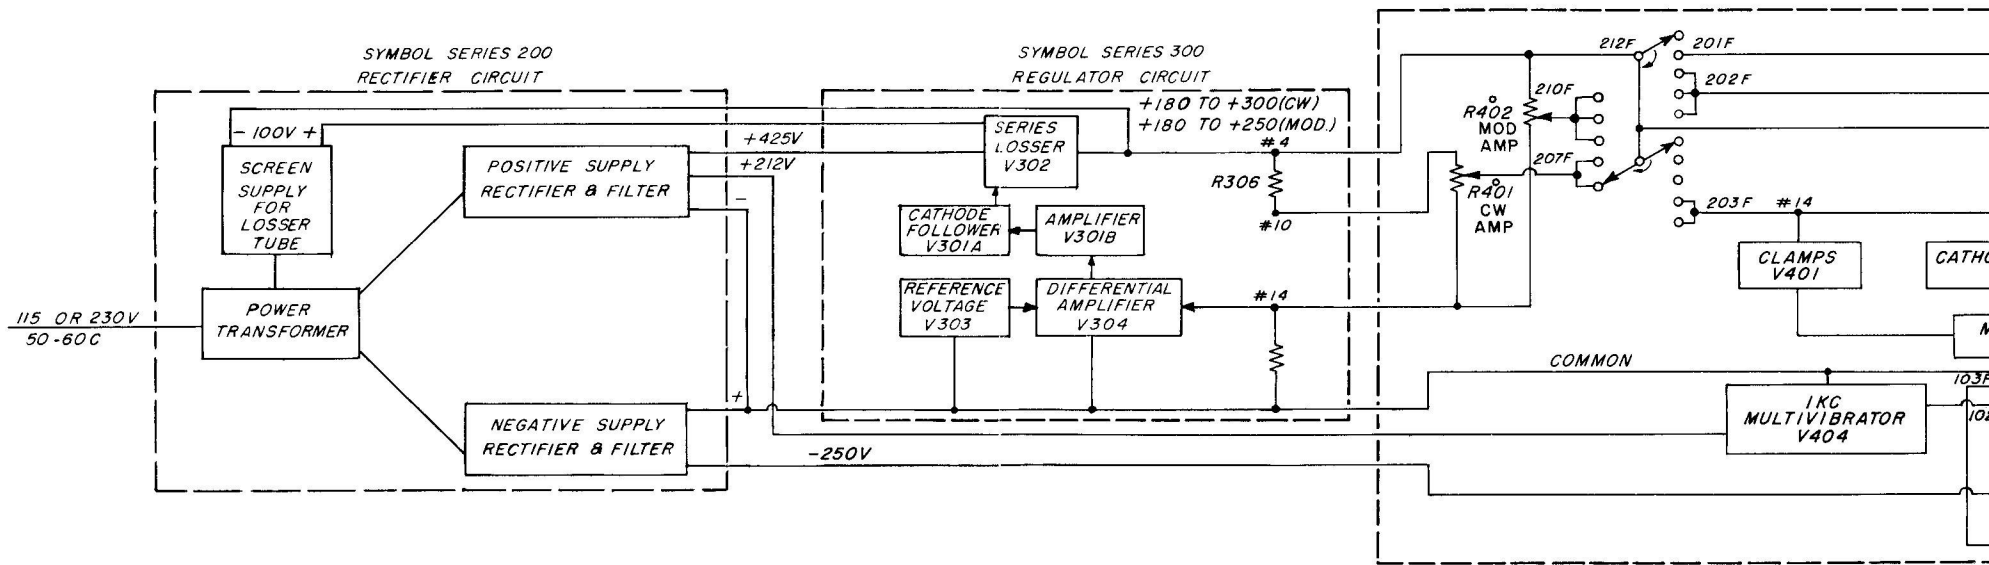 SYMBOL SERIES 200
RECTIFIER CIRCUIT
- 100V +
SCREEN
SUPPLY FOR
LOSSER
TUBE
POWER
TRANSFORMER
115 OR 230V
50-60C
POSITIVE SUPPLY
RECTIFIER & FILTER
+425V
+212V
-
NEGATIVE SUPPLY
RECTIFIER & FILTER
+
-250V
SYMBOL SERIES 300
REGULATOR CIRCUIT
+180 TO +300(CW)
+180 TO +250(MOD.)
SERIES
LOSSER
V302
#4
R306
#10
CATHODE
FOLLOWER
V301A
AMPLIFIER
V301B
REFERENCE
VOLTAGE
V303
DIFFERENTIAL
AMPLIFIER
V304
#14
210F
R402
MOD
AMP
207F
R401
CW
AMP
212F
201F
202F
203F
#14
CLAMPS
V401
CATHO
M
COMMON
103F
1KC
MULTIVIBRATOR
V404
102